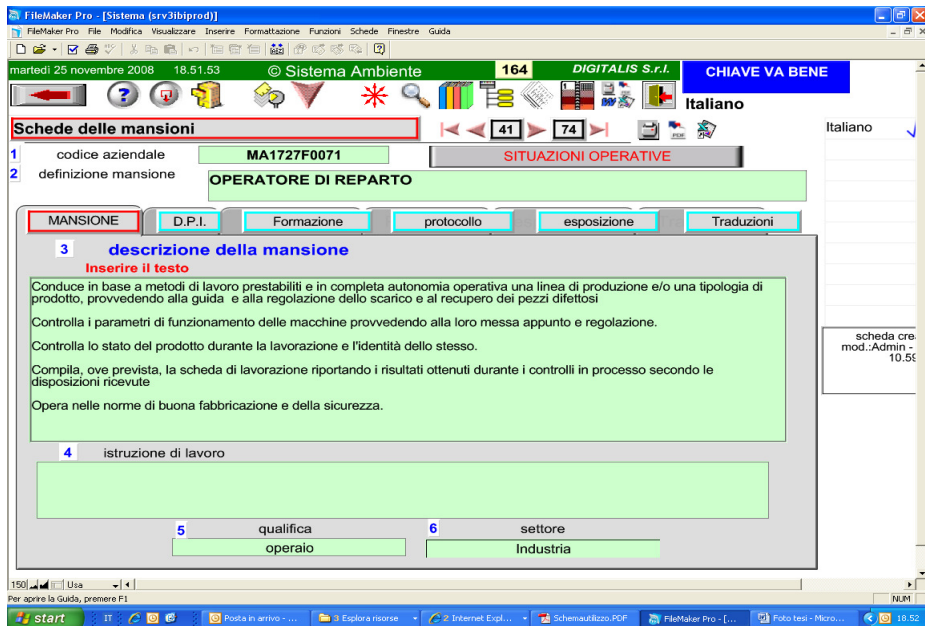 FileMaker Pro - [Sistema (srv3ibiprod)]
FileMaker Pro File Modifica Visualizzare Inserire Formattazione Funzioni Schede Finestre Guida
martedì 25 novembre 2008 18.51.53 © Sistema Ambiente 164 DIGITALIS S.r.l. CHIAVE VA BENE
Italiano
Schede delle mansioni 41 74 PDF Italiano
1 codice aziendale MA1727F0071 SITUAZIONI OPERATIVE
2 definizione mansione OPERATORE DI REPARTO
MANSIONE D.P.I. Formazione protocollo esposizione Traduzioni
3 descrizione della mansione
Inserire il testo
Conduce in base a metodi di lavoro prestabiliti e in completa autonomia operativa una linea di produzione e/o una tipologia di
prodotto, provvedendo alla guida e alla regolazione dello scarico e al recupero dei pezzi difettosi
Controlla i parametri di funzionamento delle macchine provvedendo alla loro messa appunto e regolazione.
Controlla lo stato del prodotto durante la lavorazione e l'identità dello stesso.
Compila, ove prevista, la scheda di lavorazione riportando i risultati ottenuti durante i controlli in processo secondo le
disposizioni ricevute
Opera nelle norme di buona fabbricazione e della sicurezza.
scheda cre
mod.:Admin -
10.59
4 istruzione di lavoro
5 qualifica 6 settore
operaio Industria
150 Usa
Per aprire la Guida, premere F1 NUM
start IT Posta in arrivo - ... 3 Esplora risorse 2 Internet Expl... Schemautilizzo.PDF FileMaker Pro - [... Foto tesi - Micro... 18.52